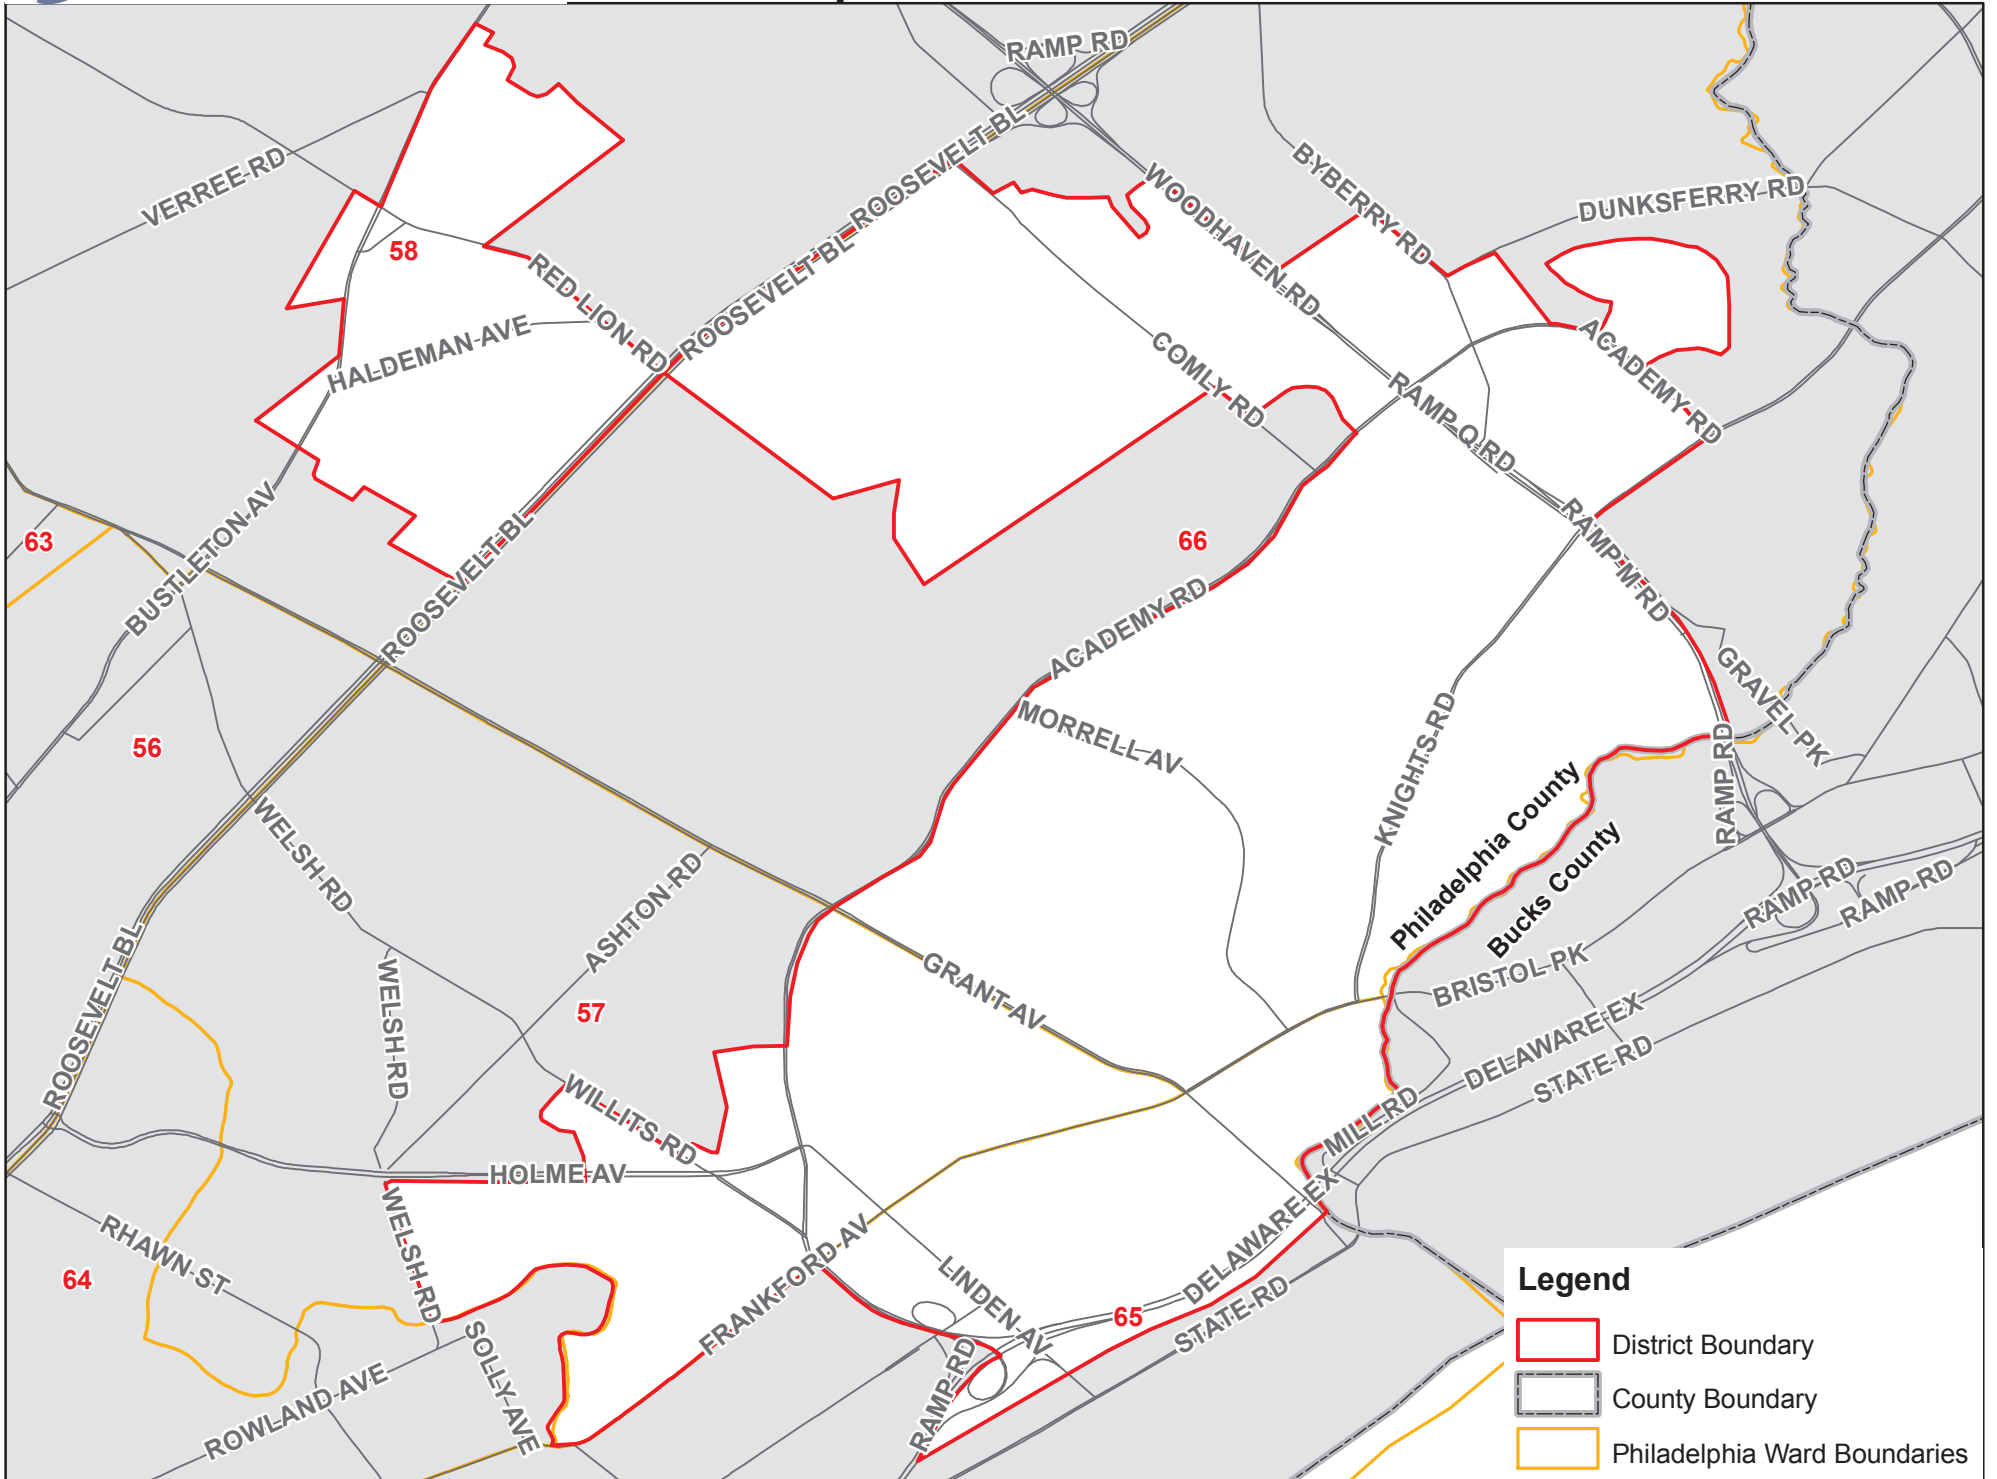 RAMP RD
VERREE-RD
58
ROOSEVELT-BL
ROOSEVELT-BL
ROOSEVELT-BL
WOODHAVEN-RD
BYBERRY-RD
DUNKSFERRY RD
RED-LION-RD
HALDEMAN-AVE
COMLY-RD
ACADEMY-RD
RAMP-Q-RD
63
BUSTLETON-AV
ROOSEVELT-BL
66
RAMP-M-RD
ACADEMY-RD
MORRELL AV
GRAVEL PK
KNIGHTS-RD
56
RAMP RD
Philadelphia County
Bucks County
WELSH-RD
ASHTON-RD
RAMP-RD
RAMP-RD
ROOSEVELT-BL
WELSH-RD
57
GRANT-AV
BRISTOL-PK
DELAWARE-EX
STATE-RD
WILLITS-RD
MILL-RD
HOLME-AV
RHAWN-ST
64
WELSH-RD
FRANKFORD-AV
LINDEN-AV
DELAWARE-EX
65
STATE-RD
SOLLY-AVE
ROWLAND-AVE
RAMP-RD
Legend
District Boundary
County Boundary
Philadelphia Ward Boundaries